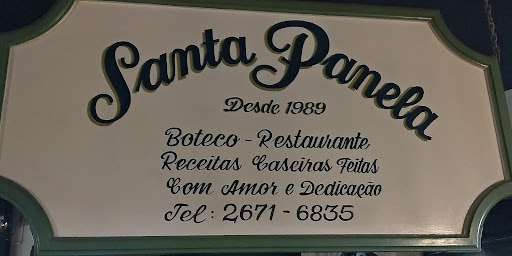 Santa Panela
Desde 1989
Boteco - Restaurante
Receitas Caseiras Feitas
Com Amor e Dedicação
Tel: 2671-6835